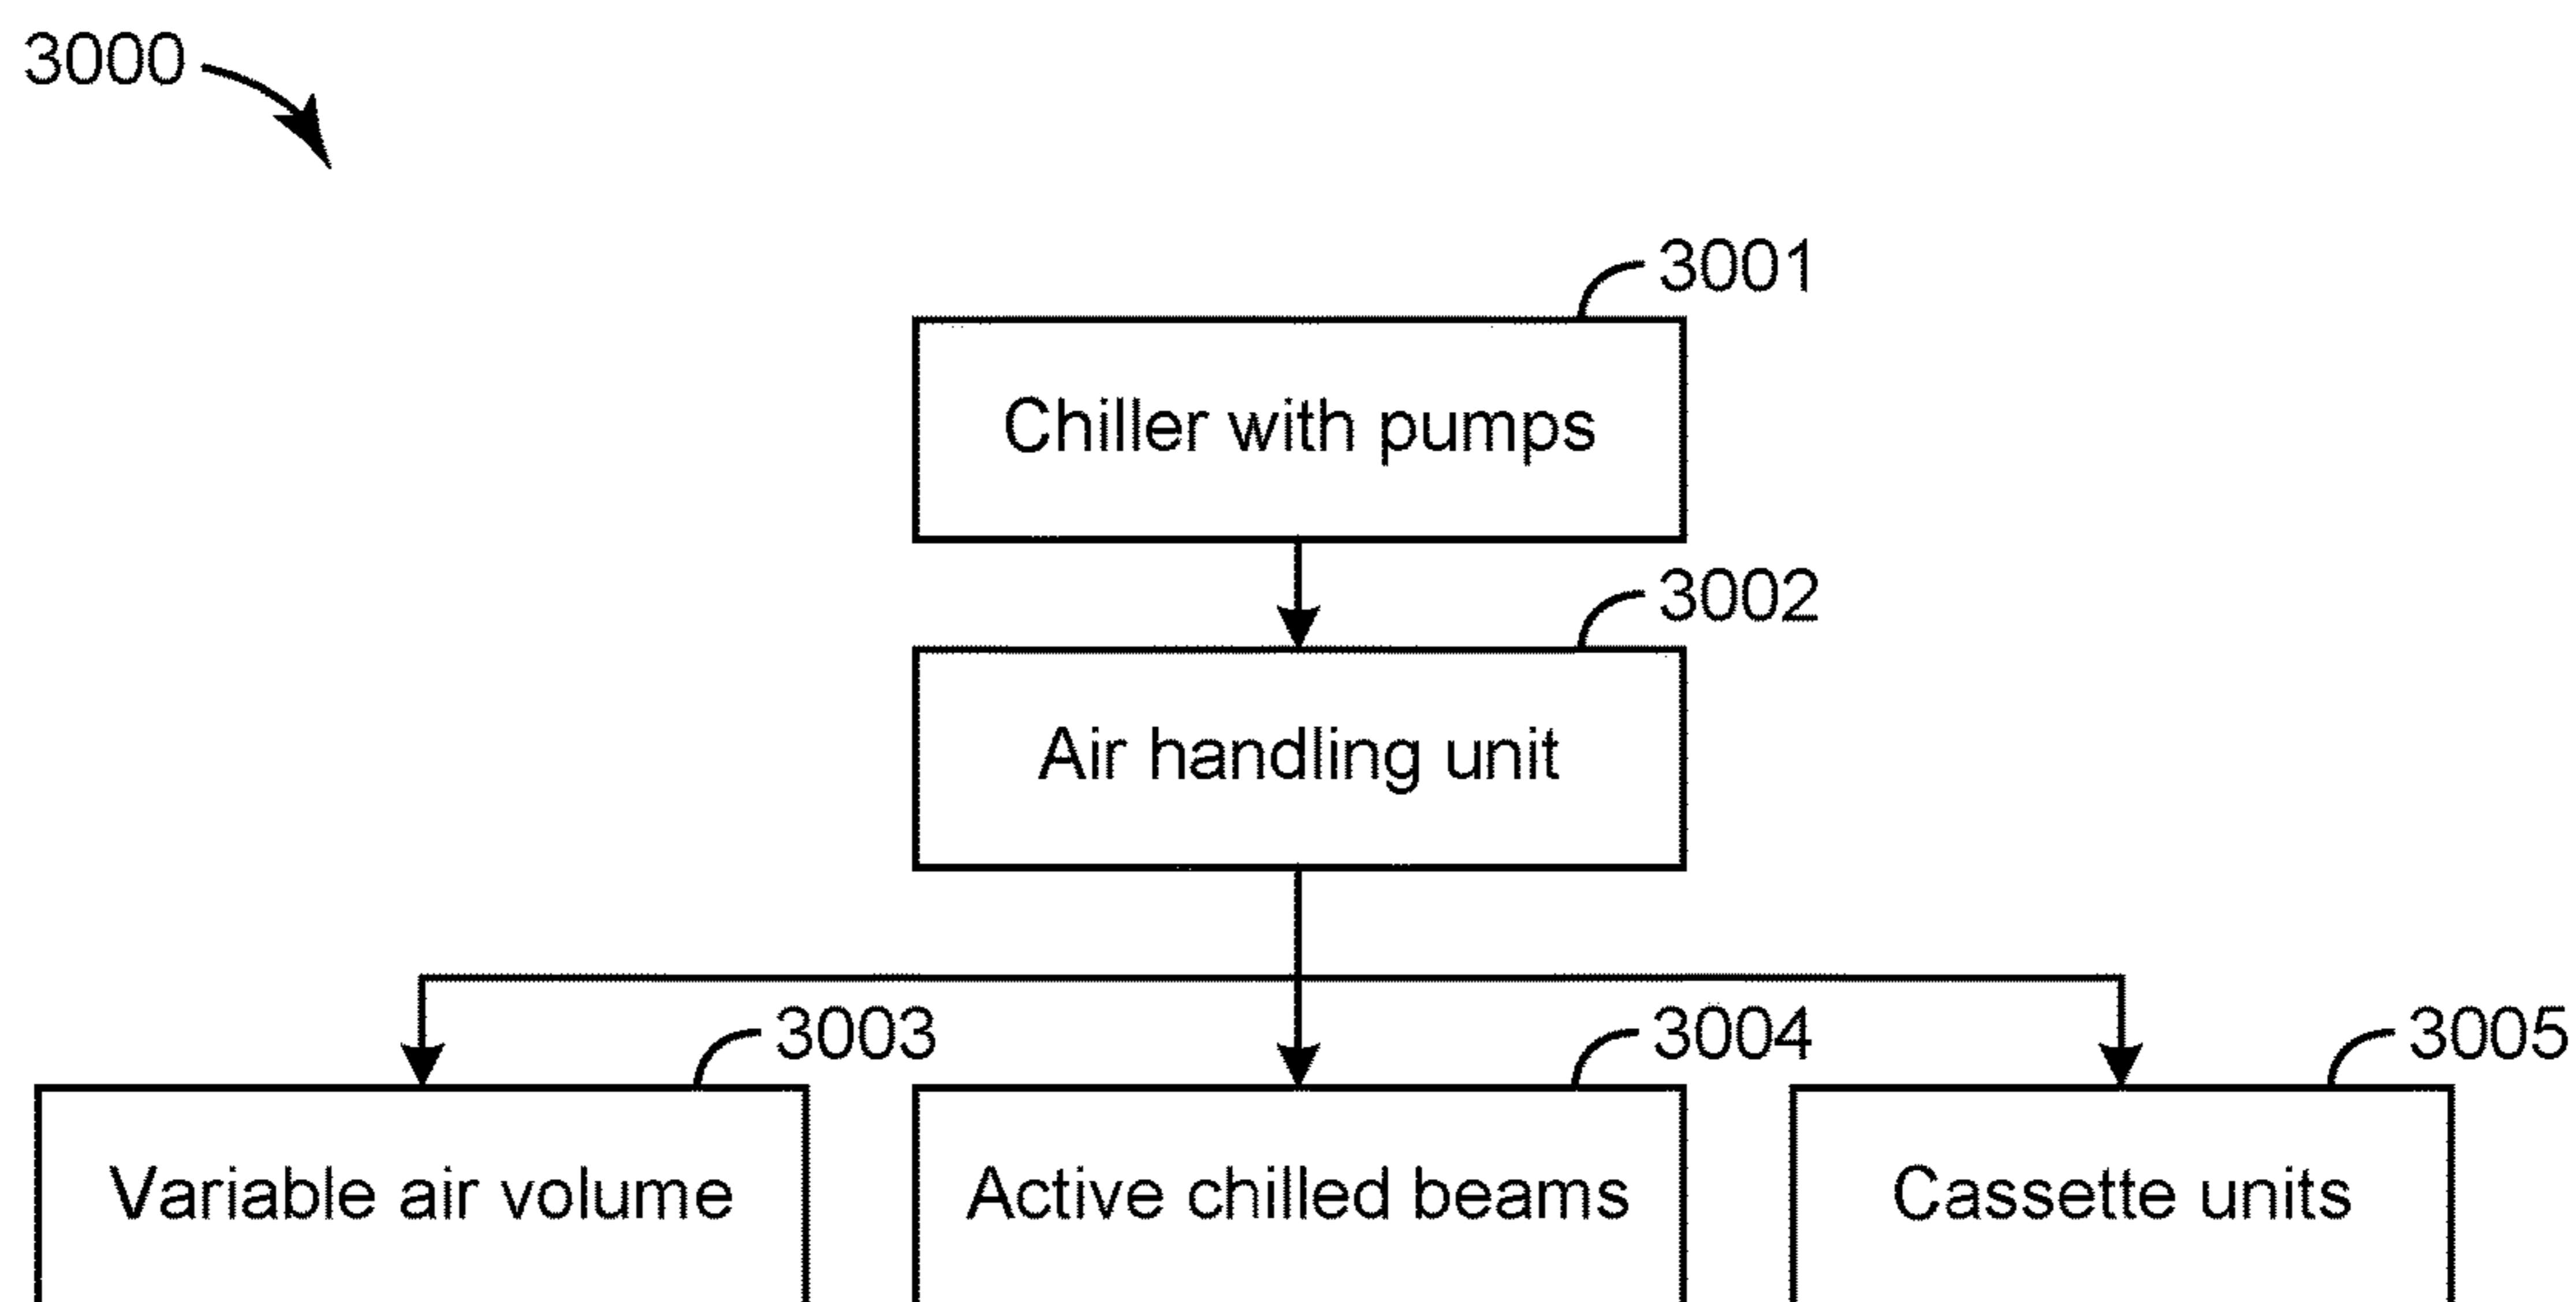 3000
3001
Chiller with pumps
3002
Air handling unit
3003
3004
3005
Variable air volume
Active chilled beams
Cassette units